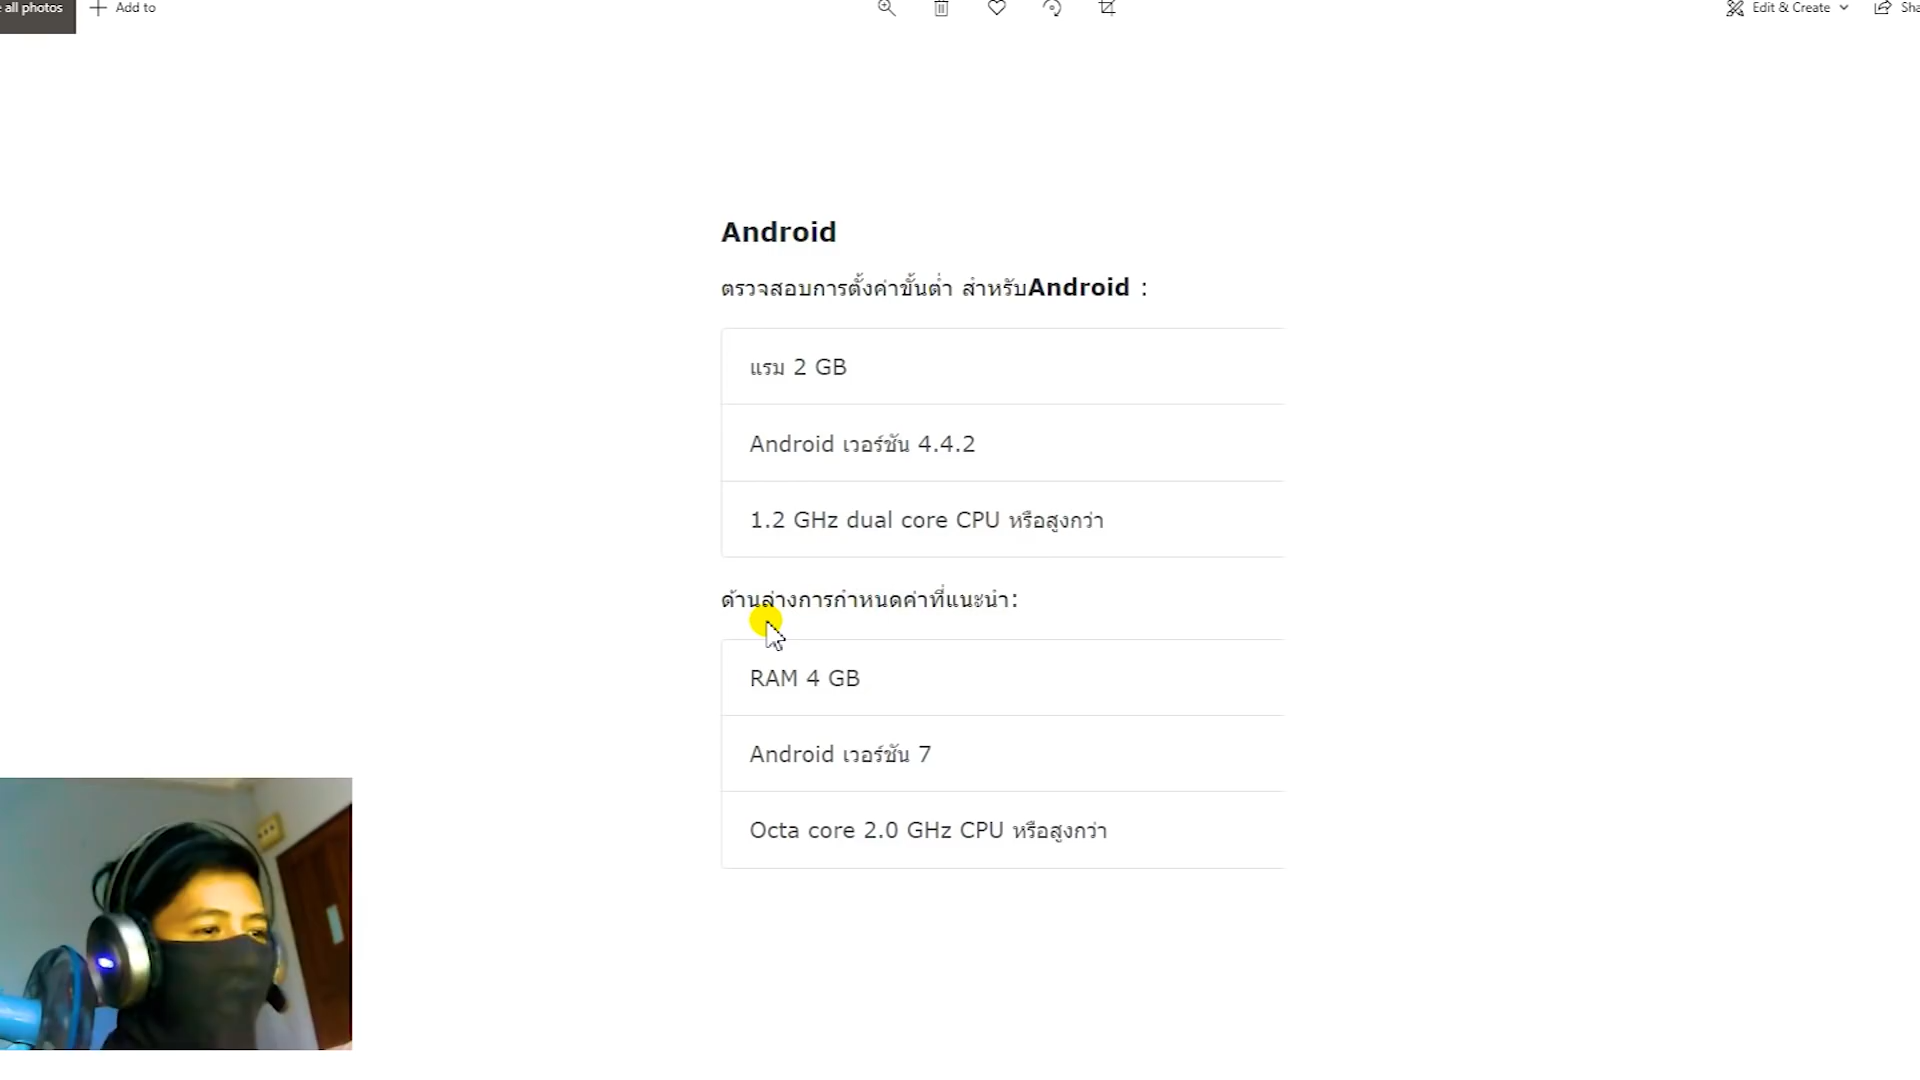 all photos
Add to
Edit & Create
Sha
Android
ตรวจสอบการตั้งค่าขั้นต่ำ สำหรับAndroid :
แรม 2 GB
Android เวอร์ชัน 4.4.2
1.2 GHz dual core CPU หรือสูงกว่า
ด้านล่างการกำหนดค่าที่แนะนำ:
RAM 4 GB
Android เวอร์ชัน 7
Octa core 2.0 GHz CPU หรือสูงกว่า